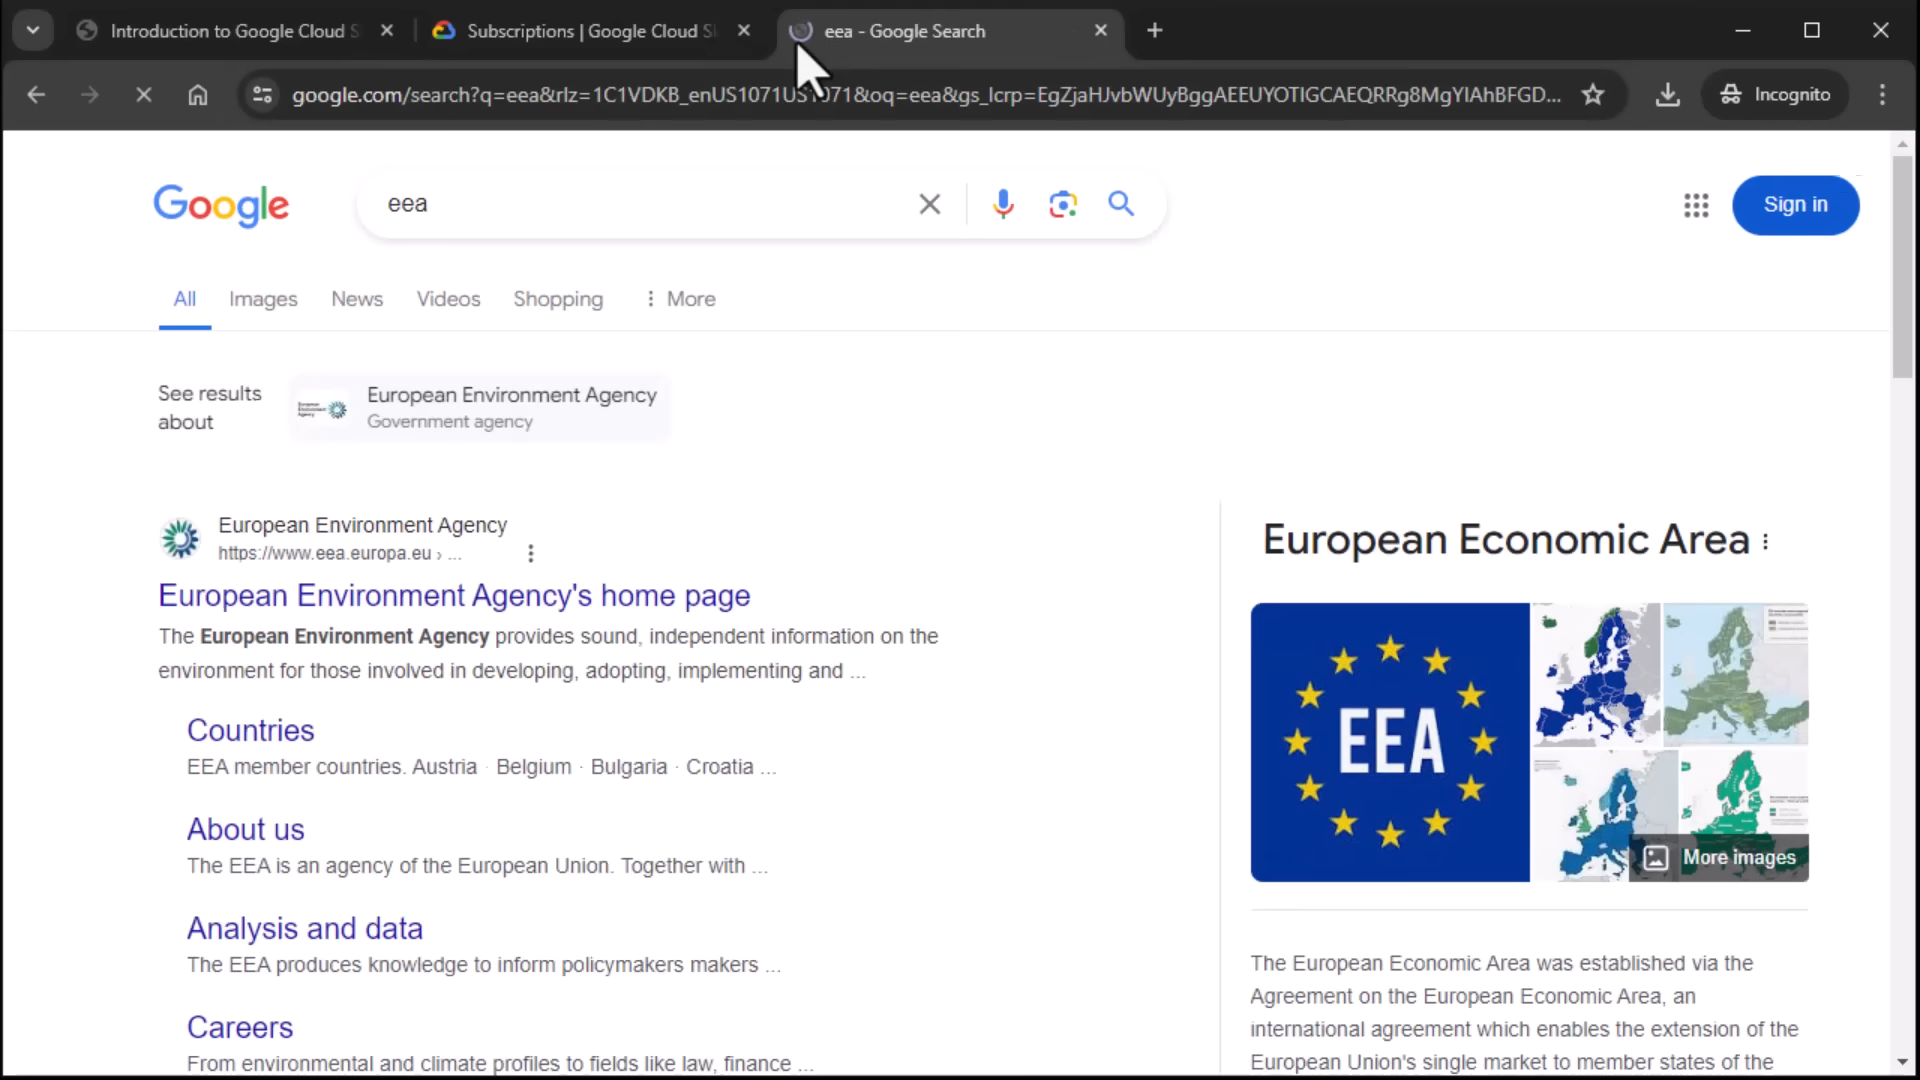 Introduction to Google Cloud S
Subscriptions | Google Cloud S
eea - Google Search
google.com/search?q=eea&rlz=1C1VDKB_enUS1071US1071&oq=eea&gs_lcrp=EgZjaHJvbWUyBggAEEUYOTIGCAEQRRg8MgYIAhBFGD...
Incognito
Google
eea
Sign in
All
Images
News
Videos
Shopping
More
See results
about
European Environment Agency
Government agency
European Environment Agency
https://www.eea.europa.eu › ...
European Environment Agency's home page
The European Environment Agency provides sound, independent information on the
environment for those involved in developing, adopting, implementing and ...
Countries
EEA member countries. Austria · Belgium · Bulgaria · Croatia ...
About us
The EEA is an agency of the European Union. Together with ...
Analysis and data
The EEA produces knowledge to inform policymakers makers ...
Careers
From environmental and climate profiles to fields like law, finance ...
European Economic Area
EEA
More images
The European Economic Area was established via the
Agreement on the European Economic Area, an
international agreement which enables the extension of the
European Union's single market to member states of the